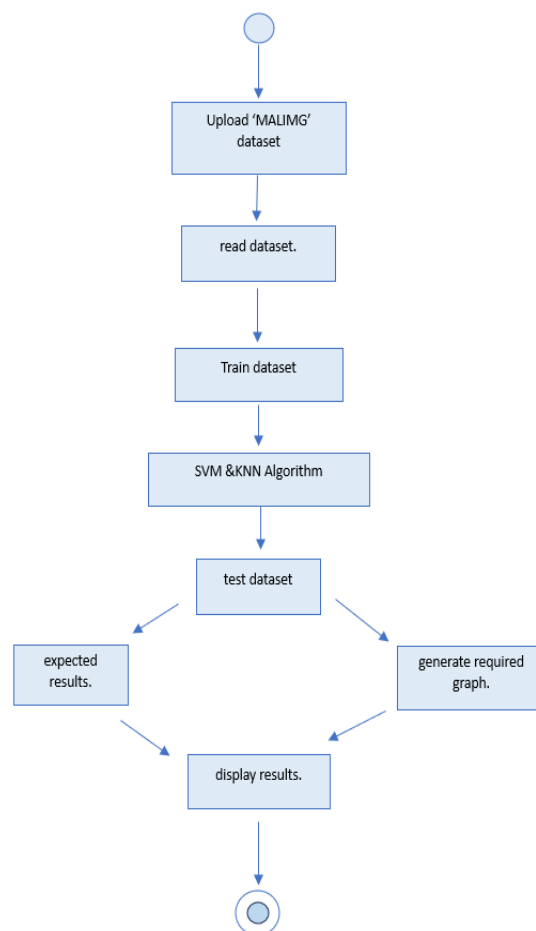 Upload ‘MALIMG’
dataset
read dataset.
Train dataset
SVM &KNN Algorithm
test dataset
expected
results.
generate required
graph.
display results.